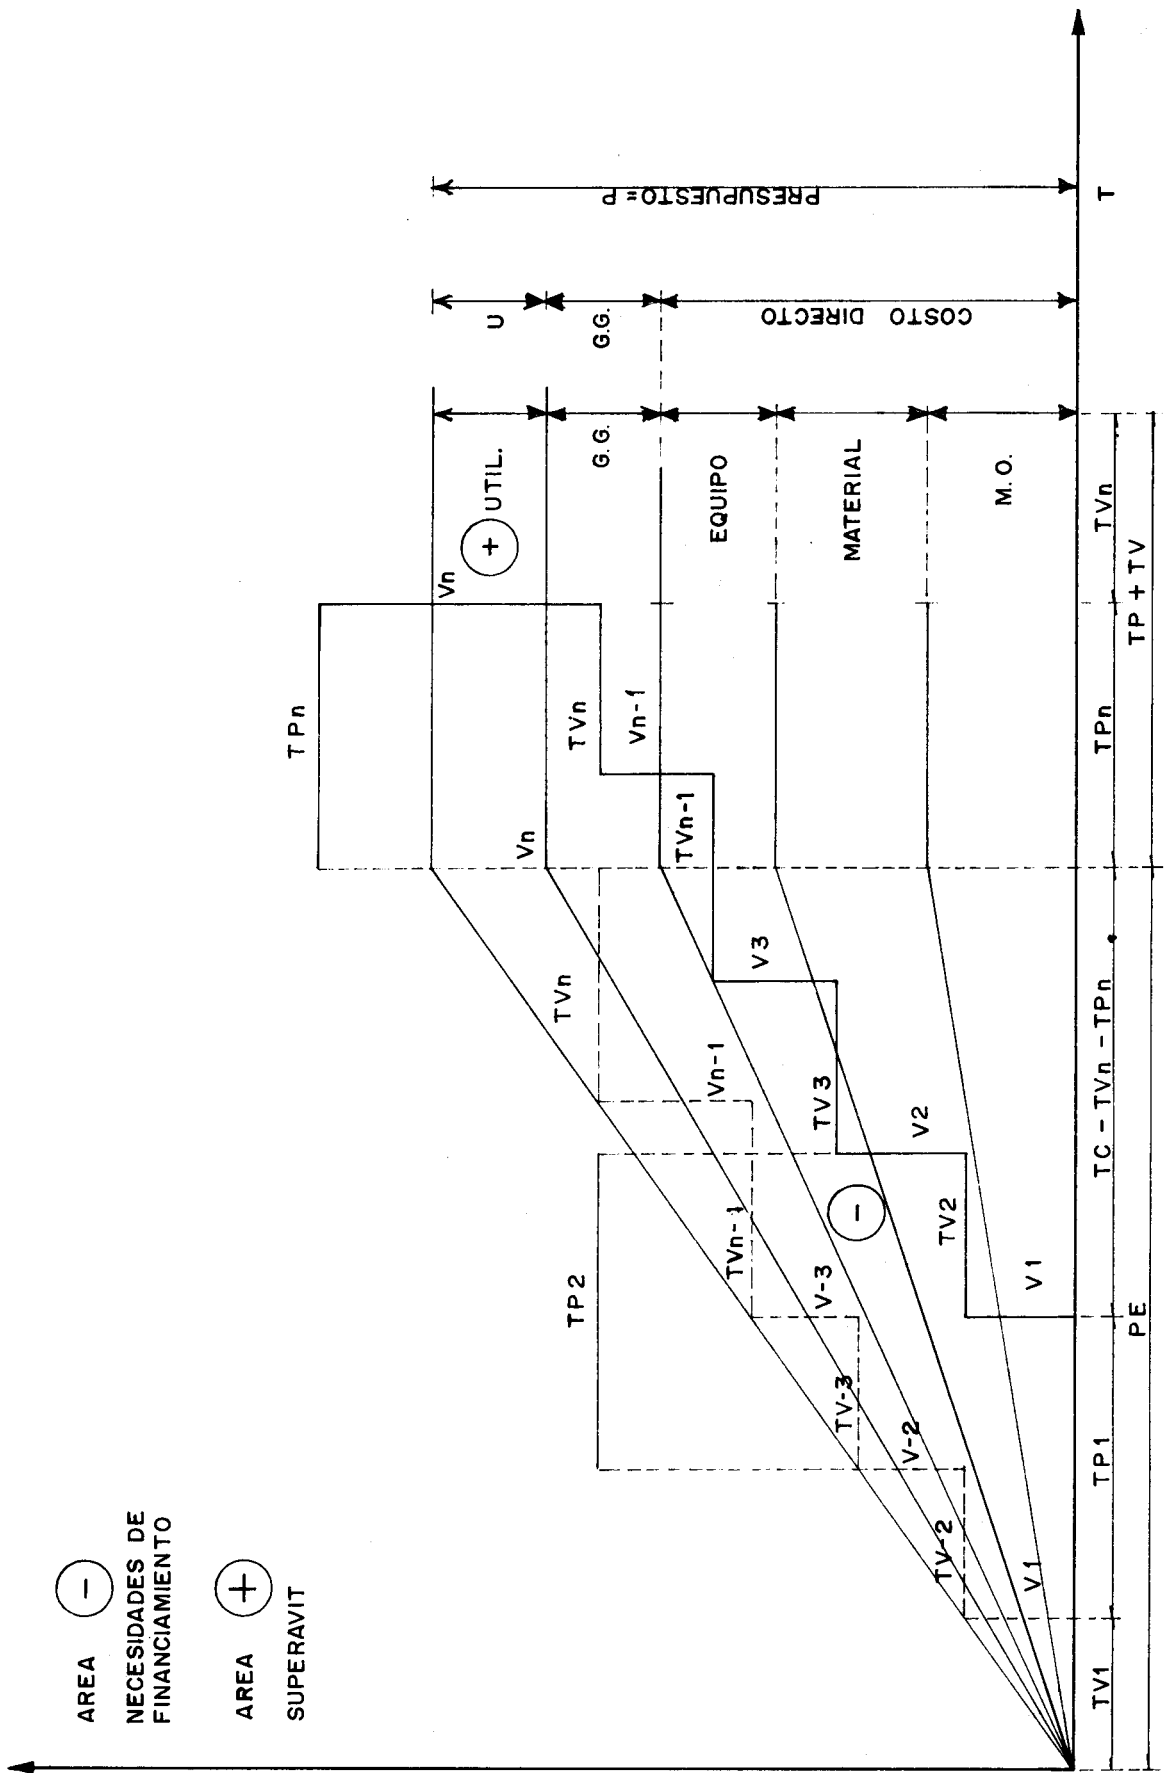 AREA −
NECESIDADES DE
FINANCIAMIENTO
AREA +
SUPERAVIT
TPn
TP2
Vn
+ UTIL.
U
PRESUPUESTO = P
Vn
TVn
Vn-1
G.G.
G.G.
TVn
TVn-1
Vn-1
V3
EQUIPO
COSTO DIRECTO
TVn-1
V-3
TV3
−
MATERIAL
TV-3
V-2
V2
TV-2
TV2
M.O.
V1
V1
TV1
TP1
TC - TVn - TPn
TPn
TVn
T
PE
TP + TV